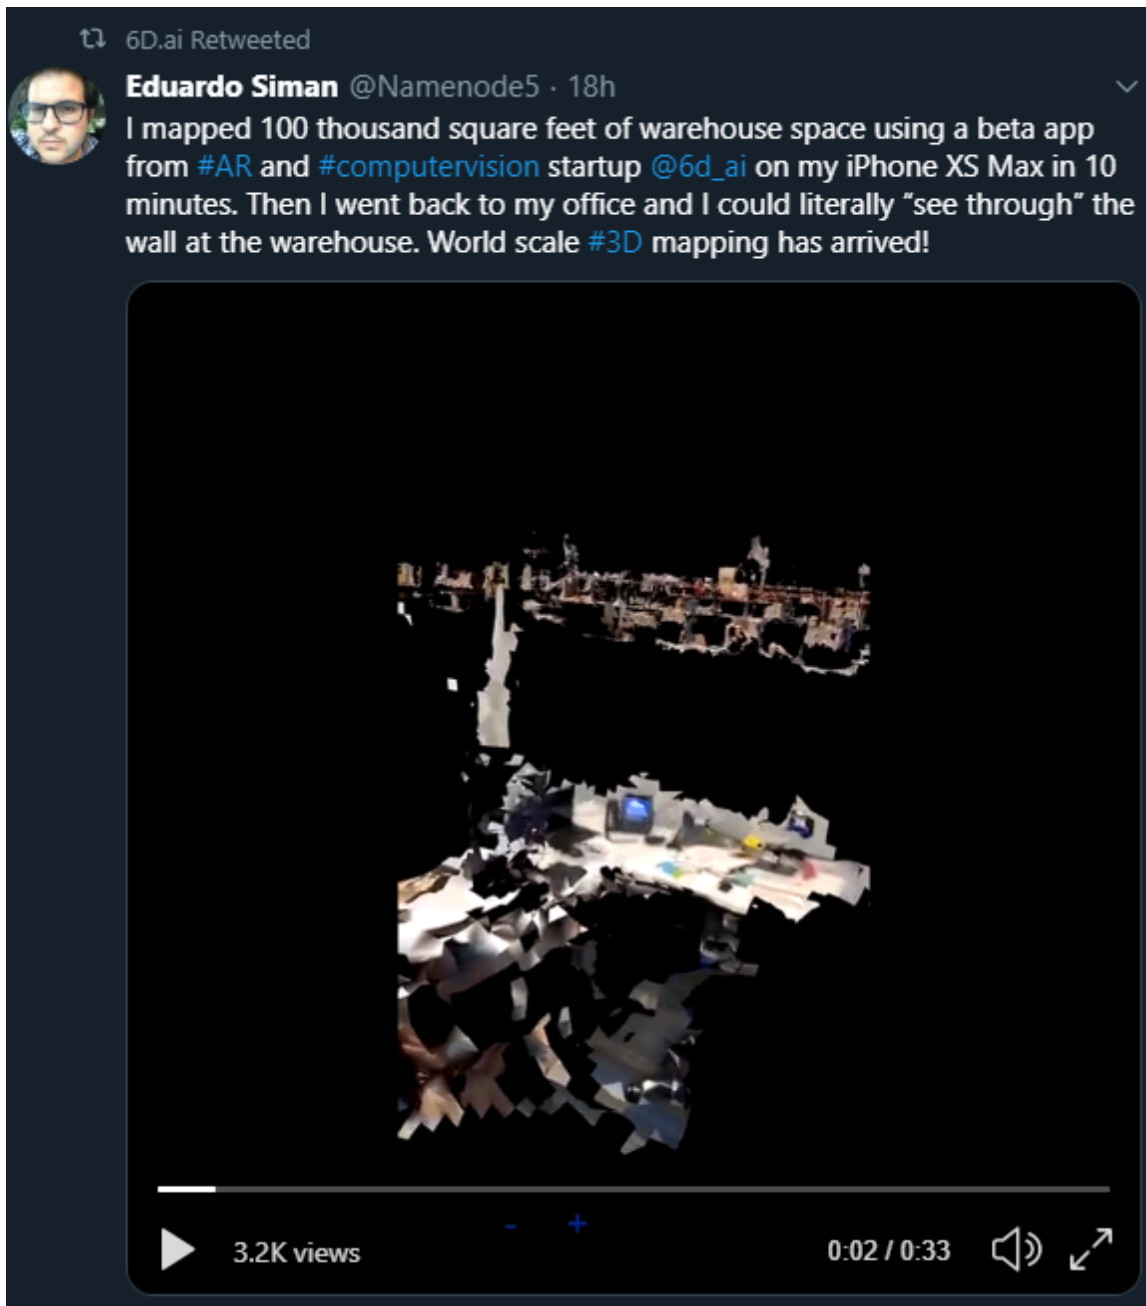 6D.ai Retweeted
Eduardo Siman @Namenode5 · 18h
I mapped 100 thousand square feet of warehouse space using a beta app
from #AR and #computervision startup @6d_ai on my iPhone XS Max in 10
minutes. Then I went back to my office and I could literally “see through” the
wall at the warehouse. World scale #3D mapping has arrived!
- +
3.2K views 0:02 / 0:33